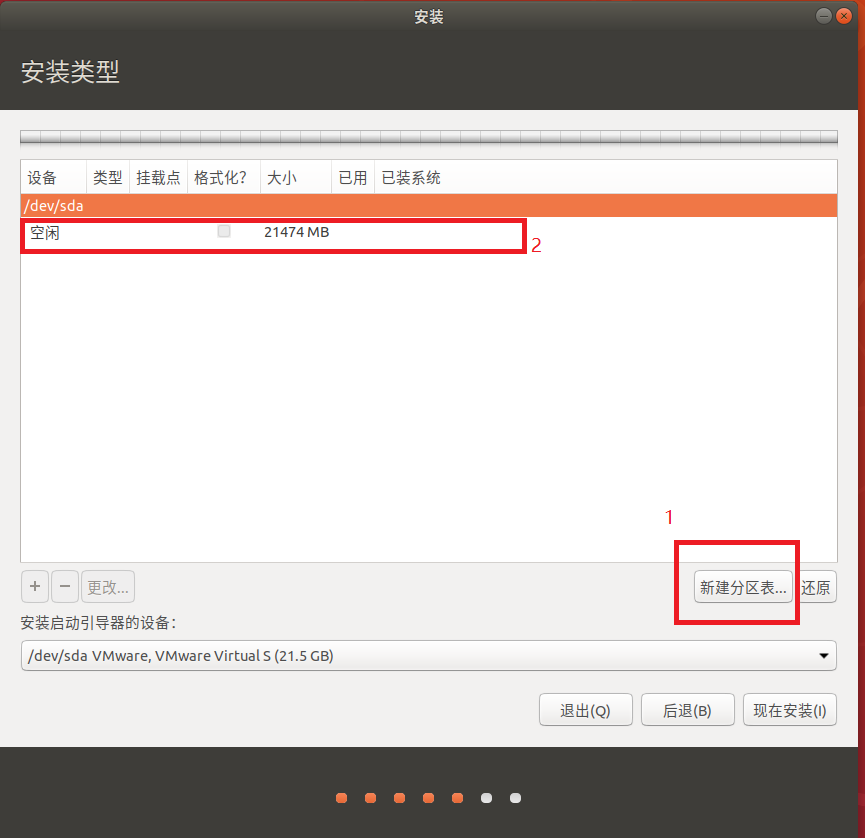 安装
安装类型
设备 类型 挂载点 格式化? 大小 已用 已装系统
/dev/sda
空闲 21474 MB
2
1
+ − 更改... 新建分区表... 还原
安装启动引导器的设备：
/dev/sda VMware, VMware Virtual S (21.5 GB)
退出(Q) 后退(B) 现在安装(I)